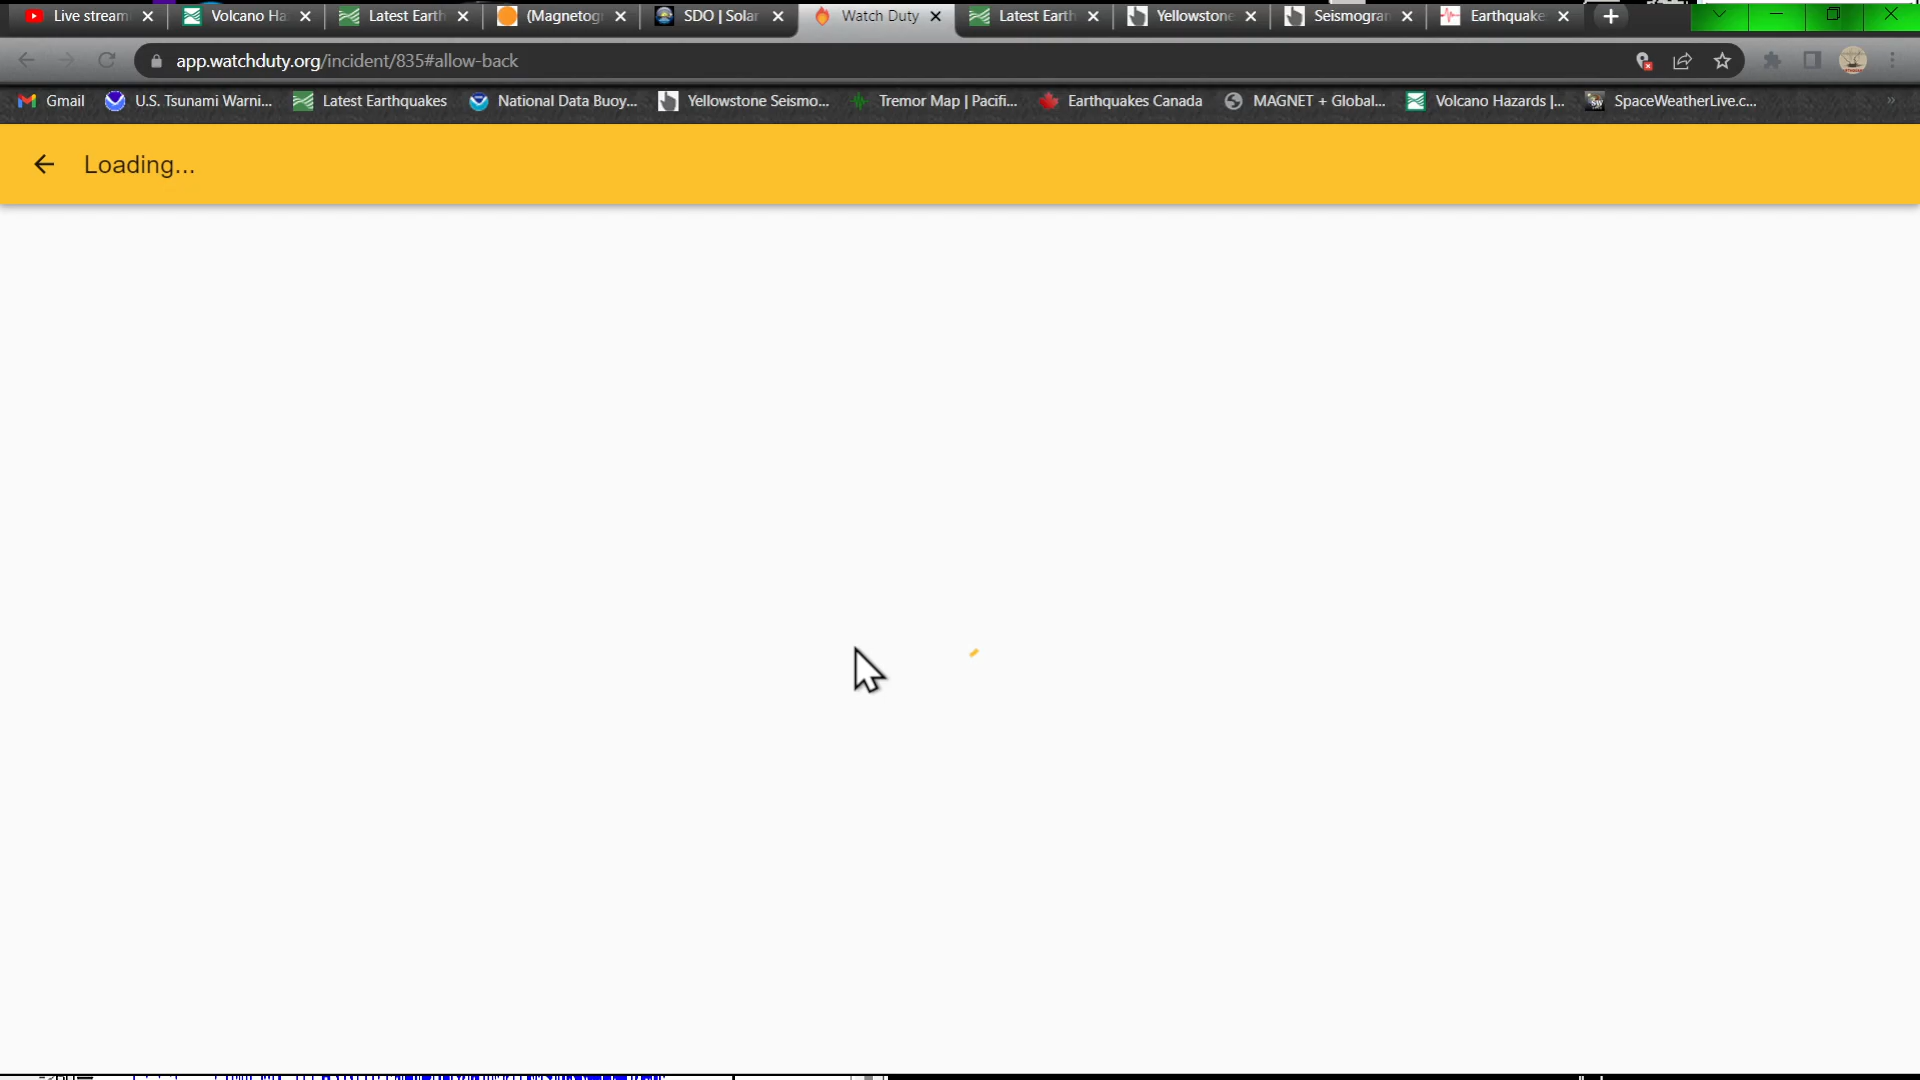 Live stream Volcano Ha Latest Earth (Magnetog SDO | Solar Watch Duty Latest Earth Yellowstone Seismogram Earthquake
app.watchduty.org/incident/835#allow-back
Gmail U.S. Tsunami Warni... Latest Earthquakes National Data Buoy... Yellowstone Seismo... Tremor Map | Pacifi... Earthquakes Canada MAGNET + Global... Volcano Hazards |... SpaceWeatherLive.c...
Loading...